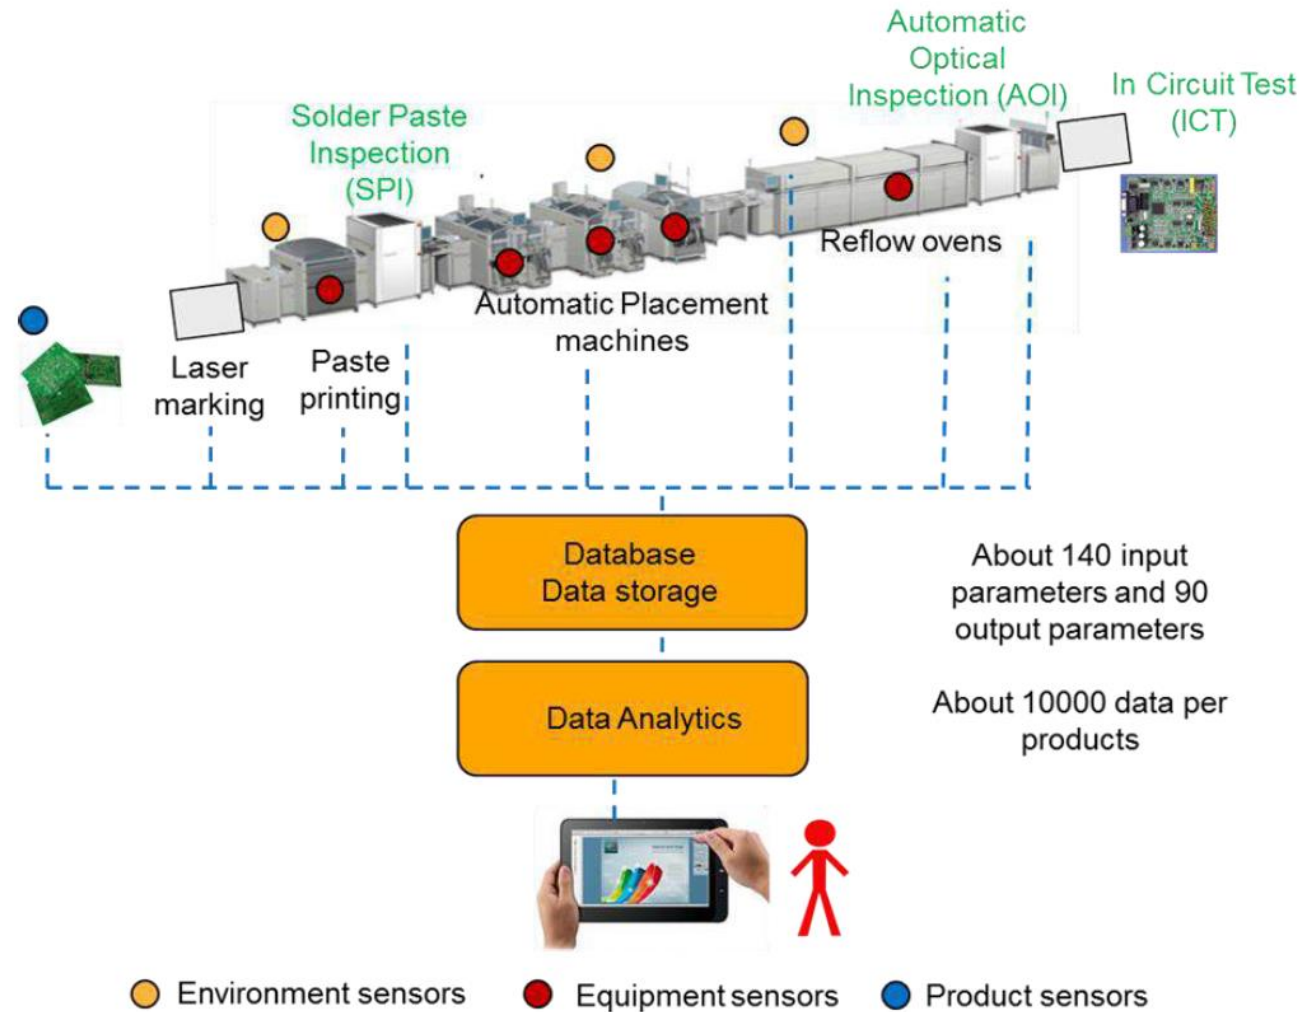 Automatic
Optical
Inspection (AOI)
In Circuit Test
(ICT)
Solder Paste
Inspection
(SPI)
Reflow ovens
Automatic Placement
machines
Laser
marking
Paste
printing
Database
Data storage
About 140 input
parameters and 90
output parameters
Data Analytics
About 10000 data per
products
Environment sensors
Equipment sensors
Product sensors